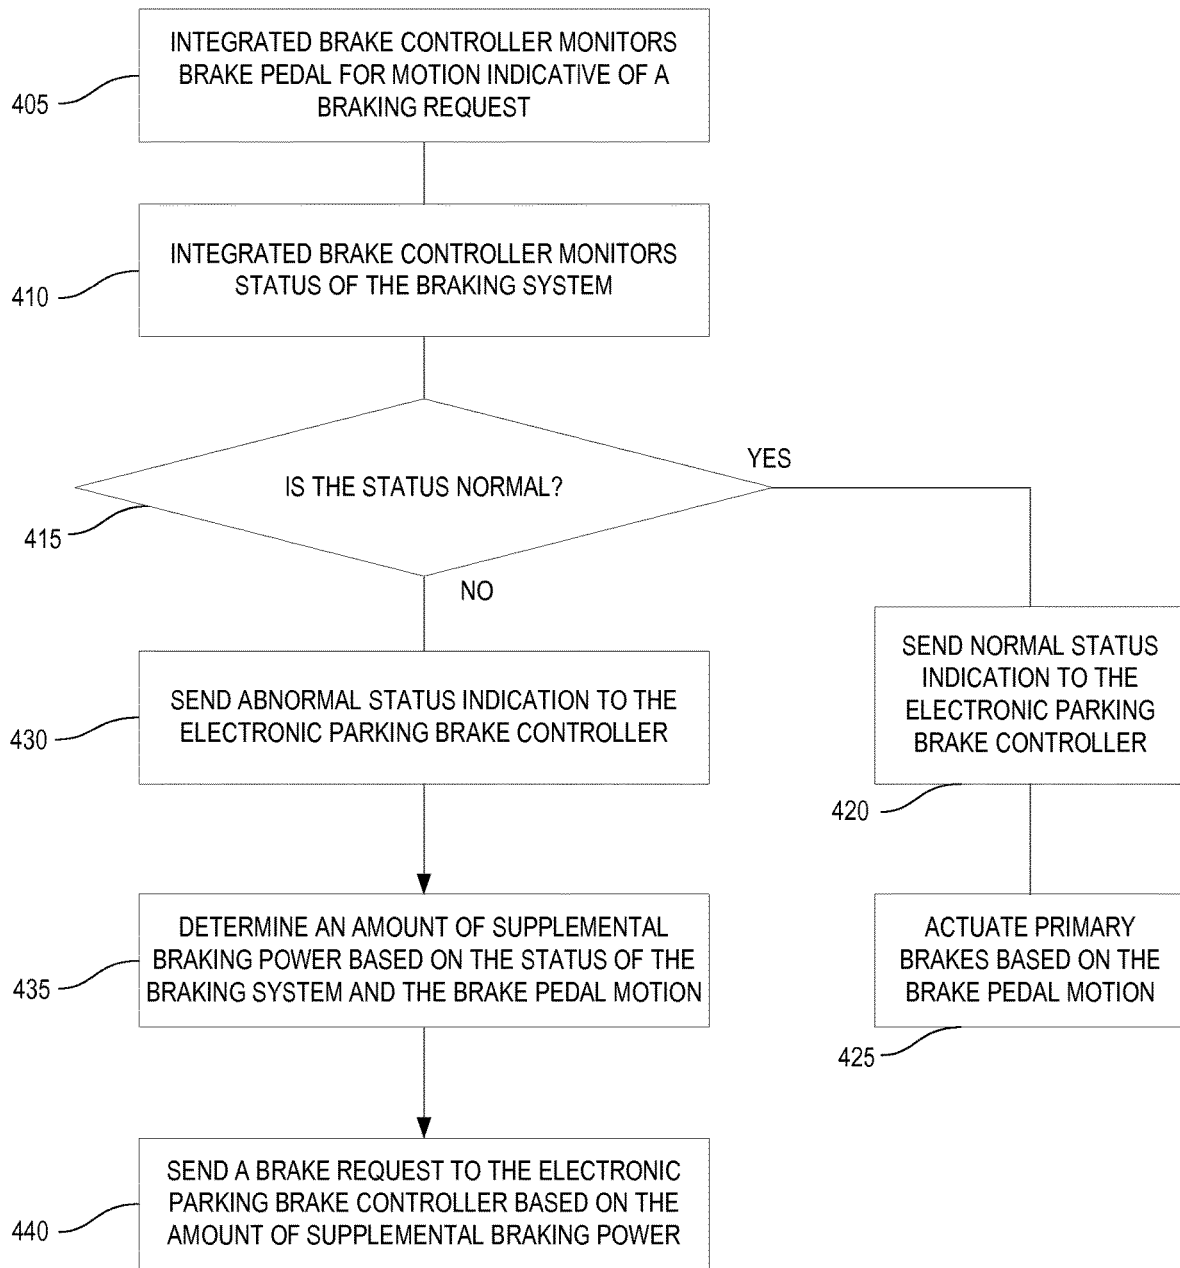 INTEGRATED BRAKE CONTROLLER MONITORS
BRAKE PEDAL FOR MOTION INDICATIVE OF A
BRAKING REQUEST
405
INTEGRATED BRAKE CONTROLLER MONITORS
STATUS OF THE BRAKING SYSTEM
410
IS THE STATUS NORMAL?
YES
415
NO
SEND NORMAL STATUS
INDICATION TO THE
ELECTRONIC PARKING
BRAKE CONTROLLER
420
SEND ABNORMAL STATUS INDICATION TO THE
ELECTRONIC PARKING BRAKE CONTROLLER
430
DETERMINE AN AMOUNT OF SUPPLEMENTAL
BRAKING POWER BASED ON THE STATUS OF THE
BRAKING SYSTEM AND THE BRAKE PEDAL MOTION
435
ACTUATE PRIMARY
BRAKES BASED ON THE
BRAKE PEDAL MOTION
425
SEND A BRAKE REQUEST TO THE ELECTRONIC
PARKING BRAKE CONTROLLER BASED ON THE
AMOUNT OF SUPPLEMENTAL BRAKING POWER
440